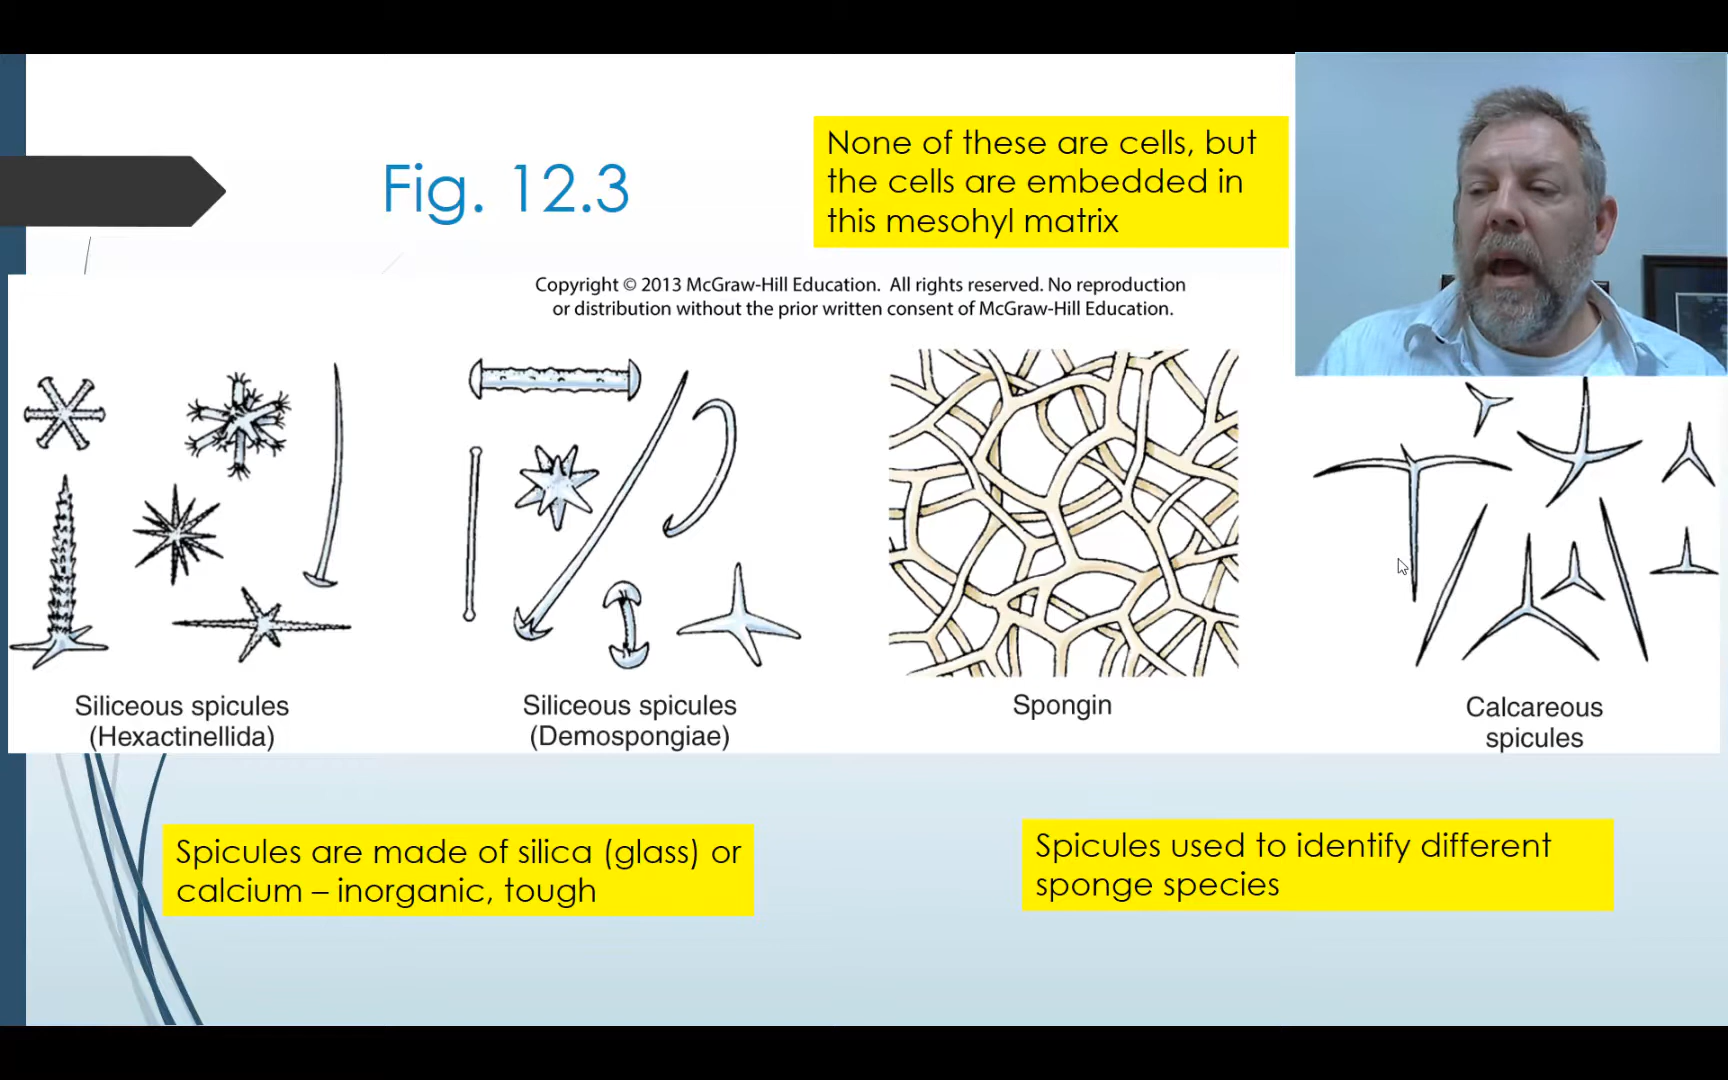 Fig. 12.3
None of these are cells, but
the cells are embedded in
this mesohyl matrix
Copyright © 2013 McGraw-Hill Education. All rights reserved. No reproduction
or distribution without the prior written consent of McGraw-Hill Education.
Siliceous spicules
(Hexactinellida)
Siliceous spicules
(Demospongiae)
Spongin
Calcareous
spicules
Spicules are made of silica (glass) or
calcium – inorganic, tough
Spicules used to identify different
sponge species